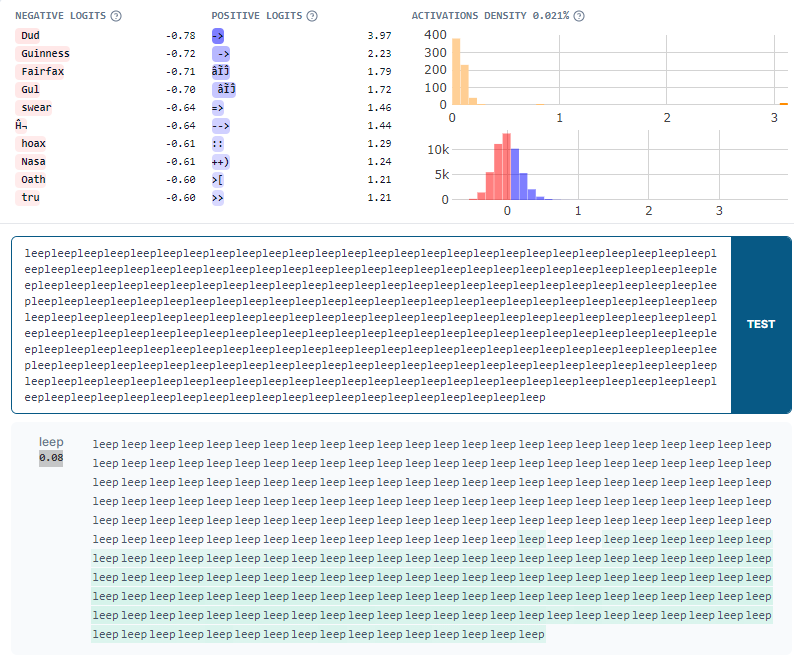 NEGATIVE LOGITS ? POSITIVE LOGITS ? ACTIVATIONS DENSITY 0.021% ?
Dud -0.78 -> 3.97
Guinness -0.72 -> 2.23
Fairfax -0.71 âĨĴ 1.79
Gul -0.70 âĨĴ 1.72
swear -0.64 => 1.46
Ĥ¬ -0.64 --> 1.44
hoax -0.61 :: 1.29
Nasa -0.61 ++) 1.24
Oath -0.60 >[ 1.21
tru -0.60 >> 1.21
400
300
200
100
0
0 1 2 3
10k
5k
0
0 1 2 3
leepleepleepleepleepleepleepleepleepleepleepleepleepleepleepleepleepleepleepleepleepleepleepleepleepleepl
eepleepleepleepleepleepleepleepleepleepleepleepleepleepleepleepleepleepleepleepleepleepleepleepleepleeple
epleepleepleepleepleepleepleepleepleepleepleepleepleepleepleepleepleepleepleepleepleepleepleepleepleeplee
pleepleepleepleepleepleepleepleepleepleepleepleepleepleepleepleepleepleepleepleepleepleepleepleepleepleep
leepleepleepleepleepleepleepleepleepleepleepleepleepleepleepleepleepleepleepleepleepleepleepleepleepleepl
eepleepleepleepleepleepleepleepleepleepleepleepleepleepleepleepleepleepleepleepleepleepleepleepleepleeple
epleepleepleepleepleepleepleepleepleepleepleepleepleepleepleepleepleepleepleepleepleepleepleepleepleeplee
pleepleepleepleepleepleepleepleepleepleepleepleepleepleepleepleepleepleepleepleepleepleepleepleepleepleep
leepleepleepleepleepleepleepleepleepleepleepleepleepleepleepleepleepleepleepleepleepleepleepleepleepleepl
eepleepleepleepleepleepleepleepleepleepleepleepleepleepleepleepleepleepleepleep
TEST
leep
0.08
leep leep leep leep leep leep leep leep leep leep leep leep leep leep leep leep leep leep leep leep leep leep leep leep
leep leep leep leep leep leep leep leep leep leep leep leep leep leep leep leep leep leep leep leep leep leep leep leep
leep leep leep leep leep leep leep leep leep leep leep leep leep leep leep leep leep leep leep leep leep leep leep leep
leep leep leep leep leep leep leep leep leep leep leep leep leep leep leep leep leep leep leep leep leep leep leep leep
leep leep leep leep leep leep leep leep leep leep leep leep leep leep leep leep leep leep leep leep leep leep leep leep
leep leep leep leep leep leep leep leep leep leep leep leep leep leep leep leep leep leep leep leep leep leep leep leep
leep leep leep leep leep leep leep leep leep leep leep leep leep leep leep leep leep leep leep leep leep leep leep leep
leep leep leep leep leep leep leep leep leep leep leep leep leep leep leep leep leep leep leep leep leep leep leep leep
leep leep leep leep leep leep leep leep leep leep leep leep leep leep leep leep leep leep leep leep leep leep leep leep
leep leep leep leep leep leep leep leep leep leep leep leep leep leep leep leep leep leep leep leep leep leep leep leep
leep leep leep leep leep leep leep leep leep leep leep leep leep leep leep leep